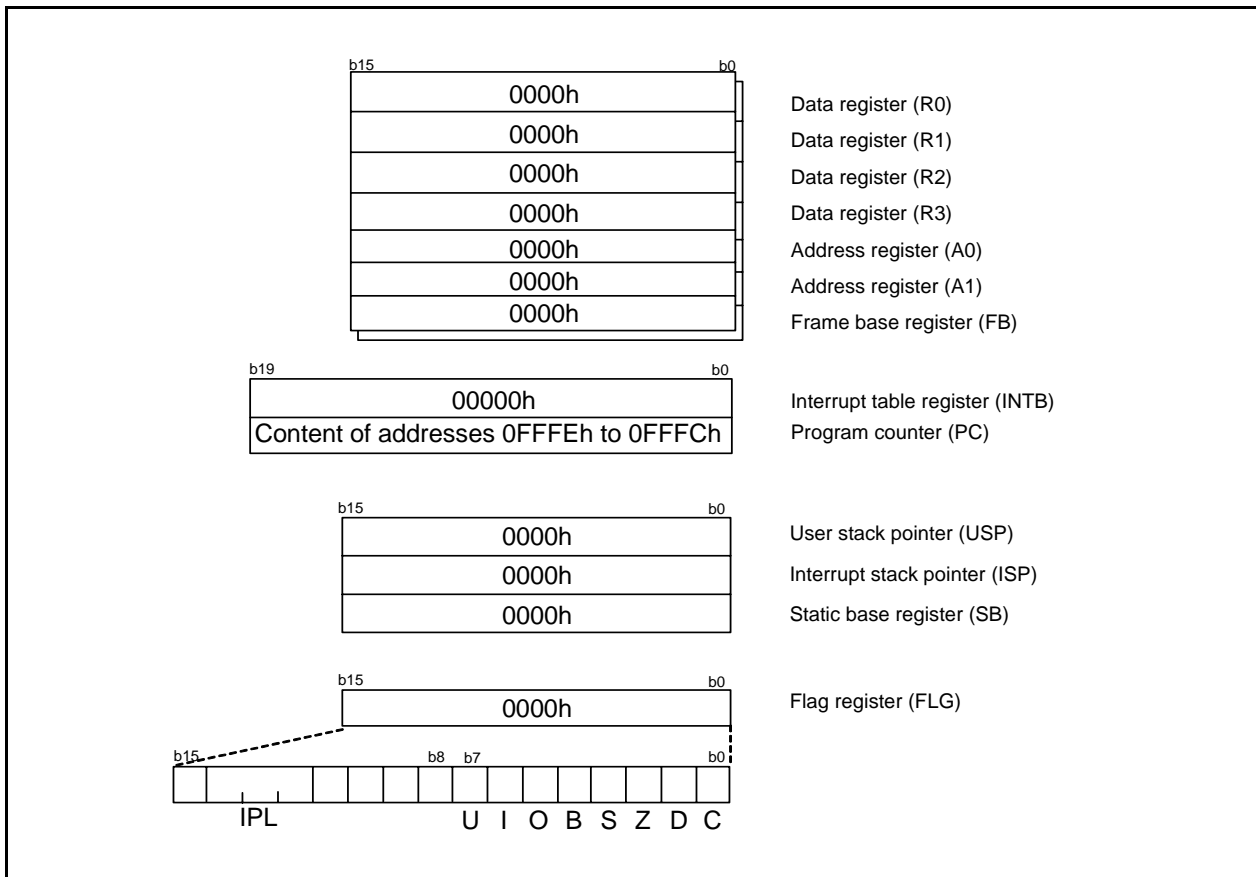 b15 b0
0000h Data register (R0)
0000h Data register (R1)
0000h Data register (R2)
0000h Data register (R3)
0000h Address register (A0)
0000h Address register (A1)
0000h Frame base register (FB)
b19 b0
00000h Interrupt table register (INTB)
Content of addresses 0FFFEh to 0FFFCh Program counter (PC)
b15 b0
0000h User stack pointer (USP)
0000h Interrupt stack pointer (ISP)
0000h Static base register (SB)
b15 b0
0000h Flag register (FLG)
b15 b8 b7 b0
IPL U I O B S Z D C